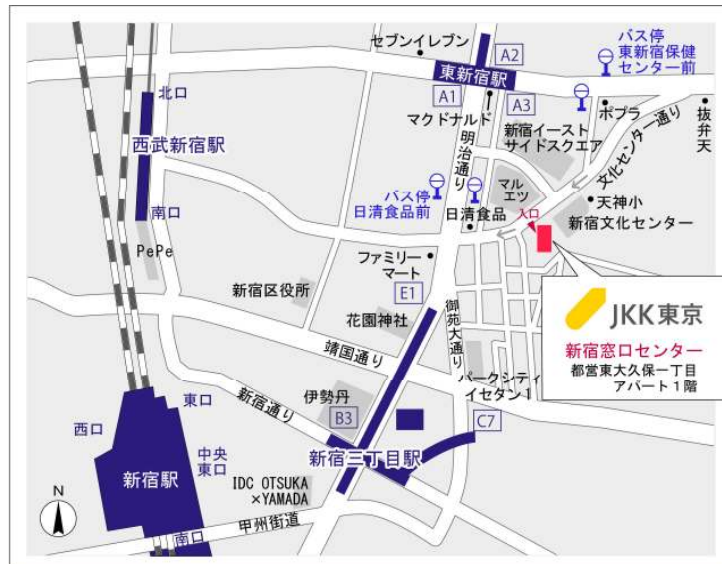 セブンイレブン
A2
バス停
東新宿保健
センター前
東新宿駅
北口
A1
A3
マクドナルド
ポプラ
抜弁天
西武新宿駅
明治通り
新宿イースト
サイドスクエア
文化センター通り
バス停
日清食品前
マル
エツ
日清食品
入口
天神小
新宿文化センター
南口
PePe
ファミリー
マート
新宿区役所
E1
花園神社
御苑大通り
靖国通り
JKK東京
新宿窓口センター
都営東大久保一丁目
アパート1階
パークシティ
イセタン1
新宿通り
伊勢丹
B3
C7
東口
西口
中央
東口
新宿三丁目駅
新宿駅
IDC OTSUKA
×YAMADA
N
甲州街道
南口